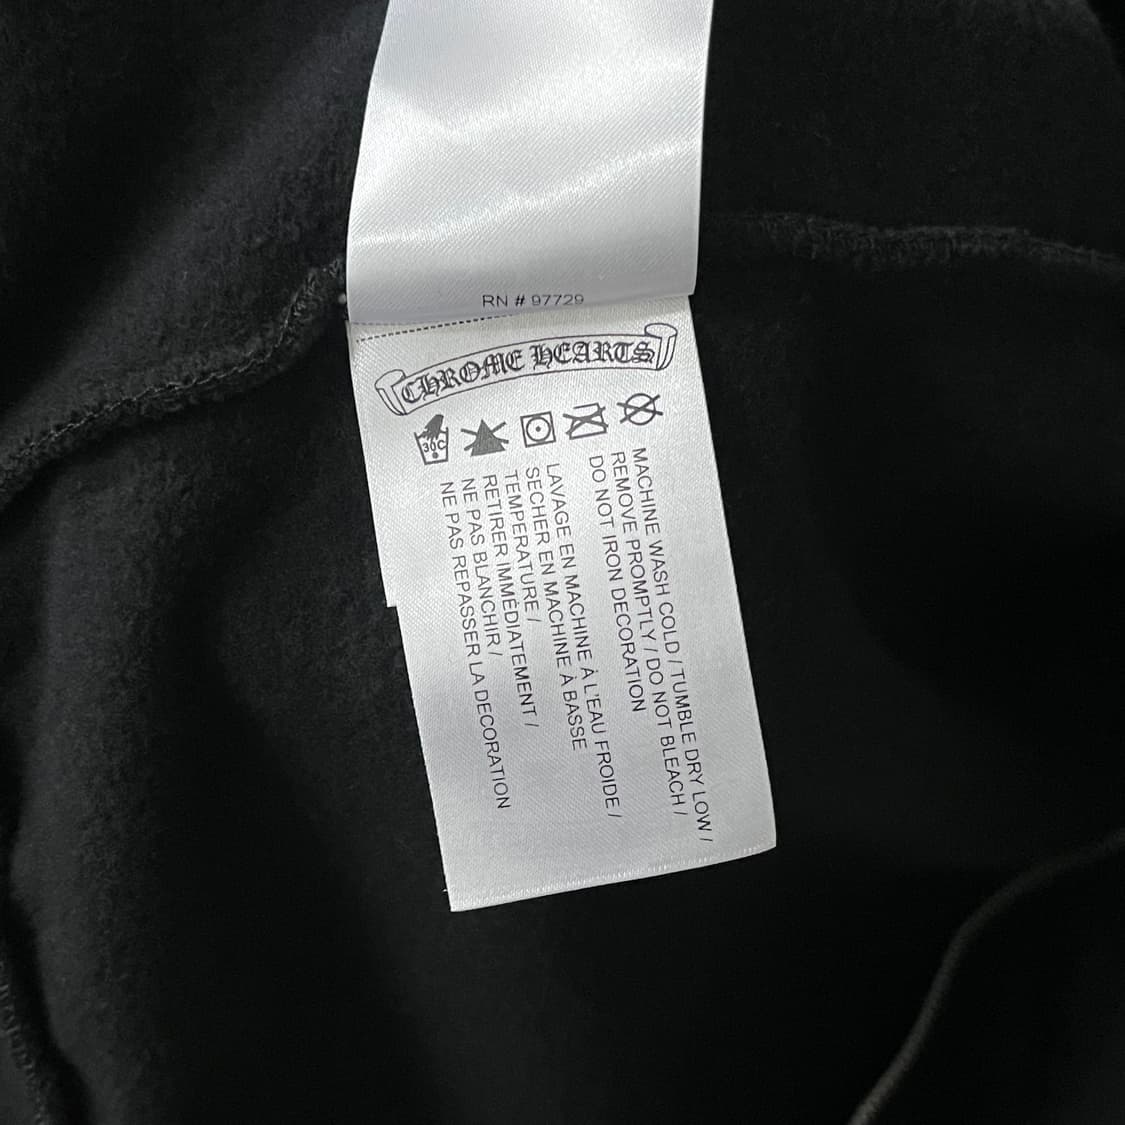 RN # 97729
CHROME HEARTS
30C
MACHINE WASH COLD / TUMBLE DRY LOW /
REMOVE PROMPTLY / DO NOT BLEACH /
DO NOT IRON DECORATION
LAVAGE EN MACHINE À L'EAU FROIDE /
SECHER EN MACHINE À BASSE
TEMPERATURE /
RETIRER IMMÉDIATEMENT /
NE PAS BLANCHIR /
NE PAS REPASSER LA DECORATION